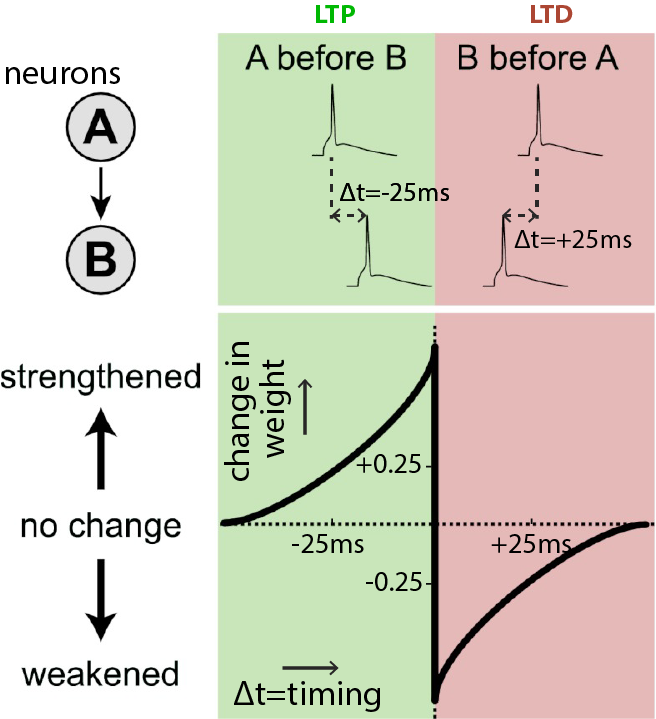 LTP
LTD
A before B
B before A
neurons
A
B
Δt=-25ms
Δt=+25ms
strengthened
no change
weakened
change in
weight
+0.25
-25ms
+25ms
-0.25
Δt=timing